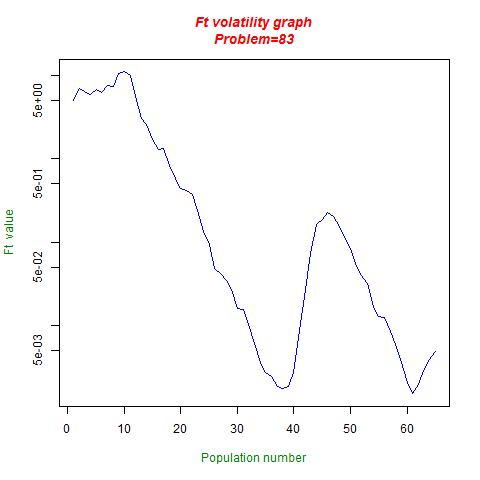 Ft volatility graph
Problem=83
5e+00
5e-01
5e-02
5e-03
Ft value
0 10 20 30 40 50 60
Population number